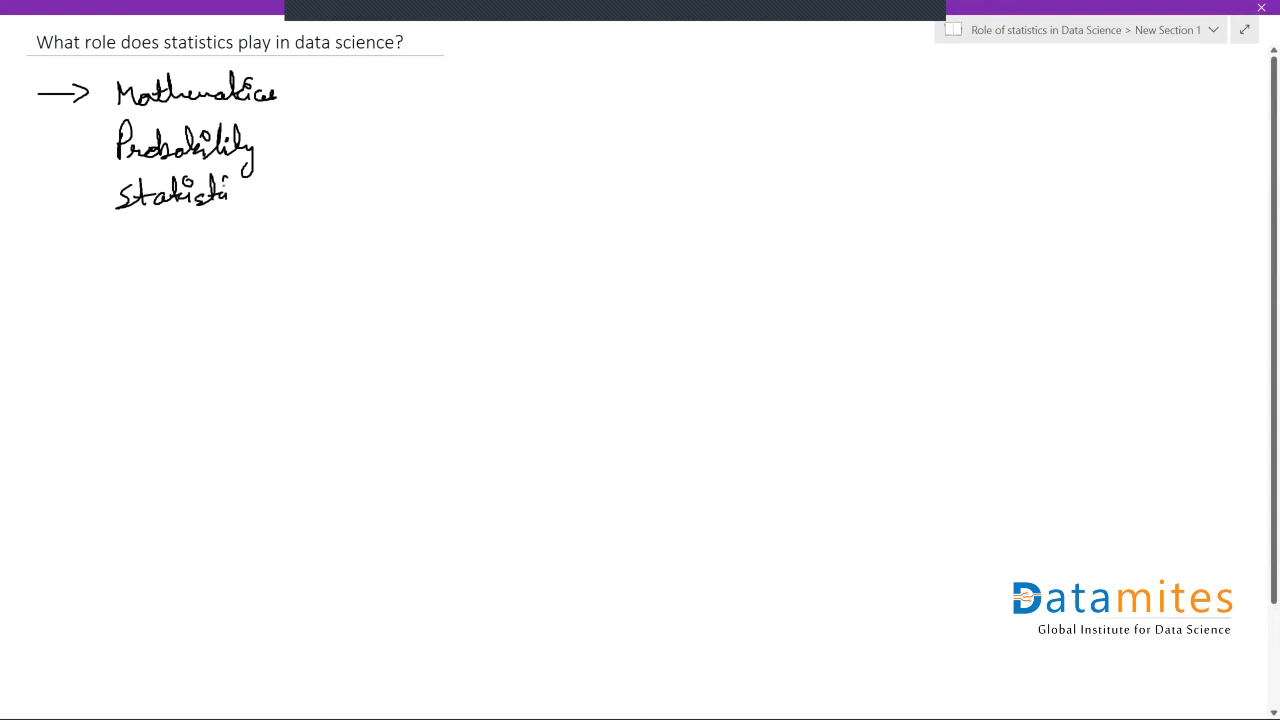 What role does statistics play in data science?
Role of statistics in Data Science > New Section 1
→ Mathematics
Probability
Statisti
Datamites
Global Institute for Data Science